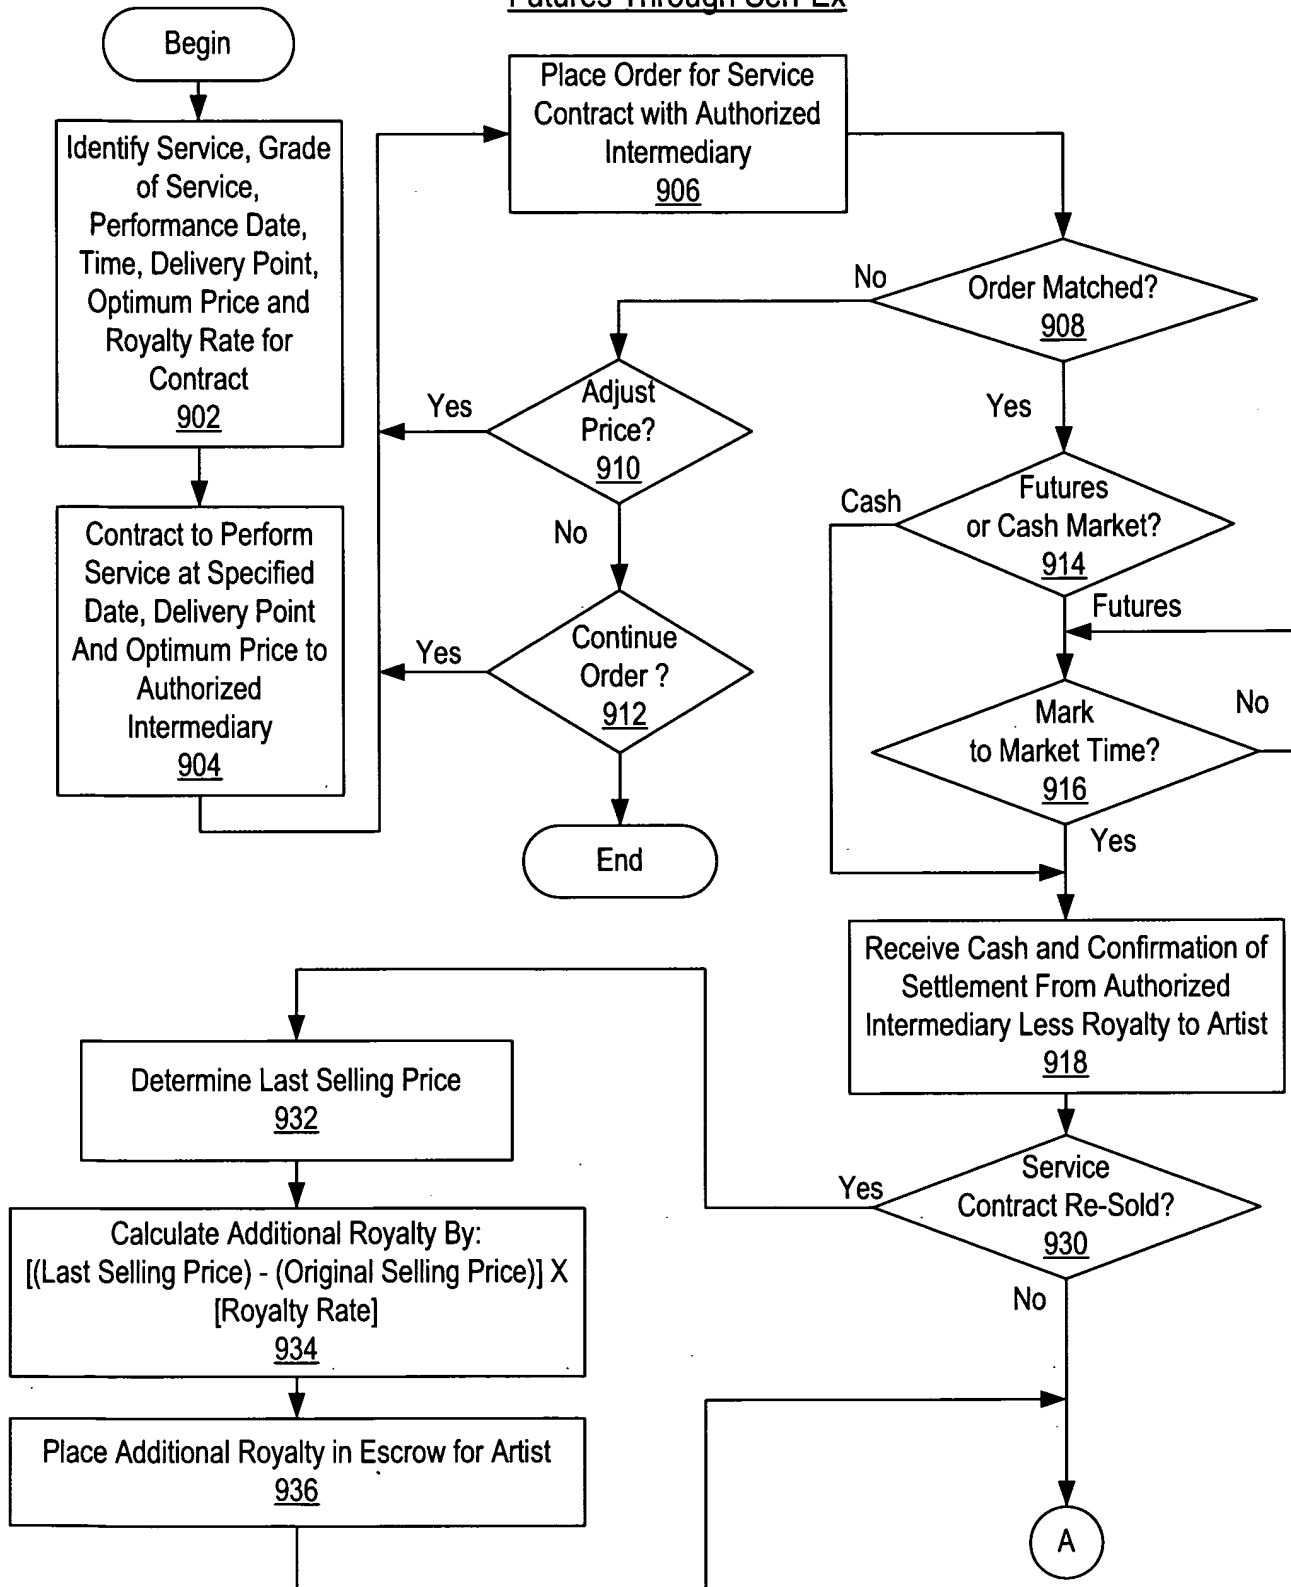 Futures Through Serf-Ex
Begin
Identify Service, Grade
of Service,
Performance Date,
Time, Delivery Point,
Optimum Price and
Royalty Rate for
Contract
902
Contract to Perform
Service at Specified
Date, Delivery Point
And Optimum Price to
Authorized
Intermediary
904
Place Order for Service
Contract with Authorized
Intermediary
906
Order Matched?
908
No
Yes
Adjust
Price?
910
Yes
No
Continue
Order ?
912
Yes
End
Futures
or Cash Market?
914
Cash
Futures
Mark
to Market Time?
916
No
Yes
Receive Cash and Confirmation of
Settlement From Authorized
Intermediary Less Royalty to Artist
918
Service
Contract Re-Sold?
930
Yes
No
Determine Last Selling Price
932
Calculate Additional Royalty By:
[(Last Selling Price) - (Original Selling Price)] X
[Royalty Rate]
934
Place Additional Royalty in Escrow for Artist
936
A